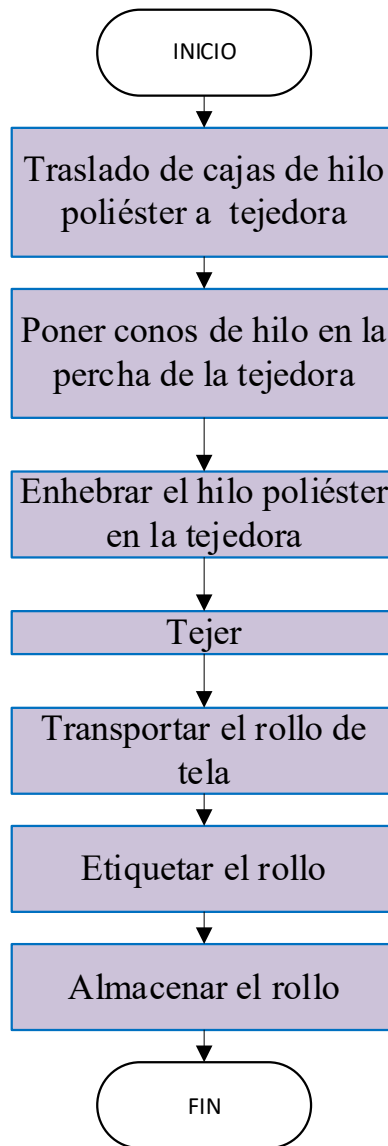 INICIO
Traslado de cajas de hilo
poliéster a  tejedora
Poner conos de hilo en la
percha de la tejedora
Enhebrar el hilo poliéster
en la tejedora
Tejer
Transportar el rollo de
tela
Etiquetar el rollo
Almacenar el rollo
FIN